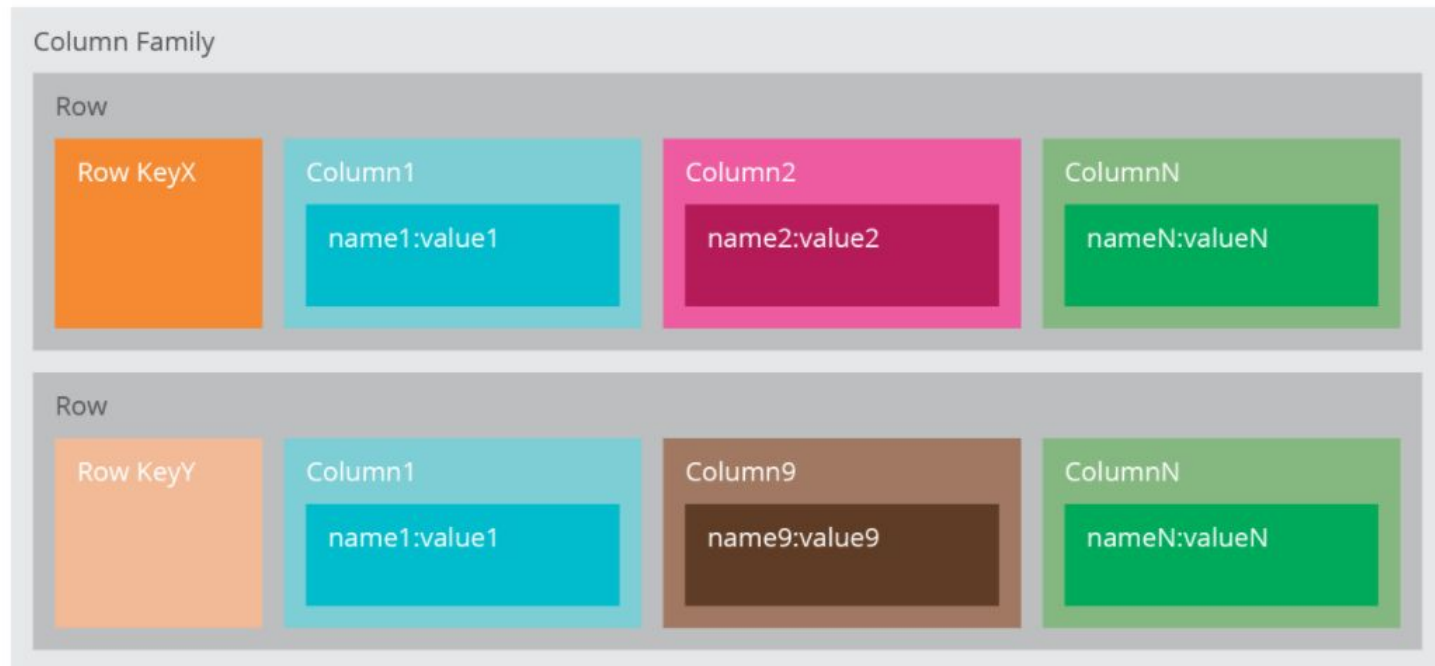 Column Family
Row
Row KeyX
Column1
name1:value1
Column2
name2:value2
ColumnN
nameN:valueN
Row
Row KeyY
Column1
name1:value1
Column9
name9:value9
ColumnN
nameN:valueN